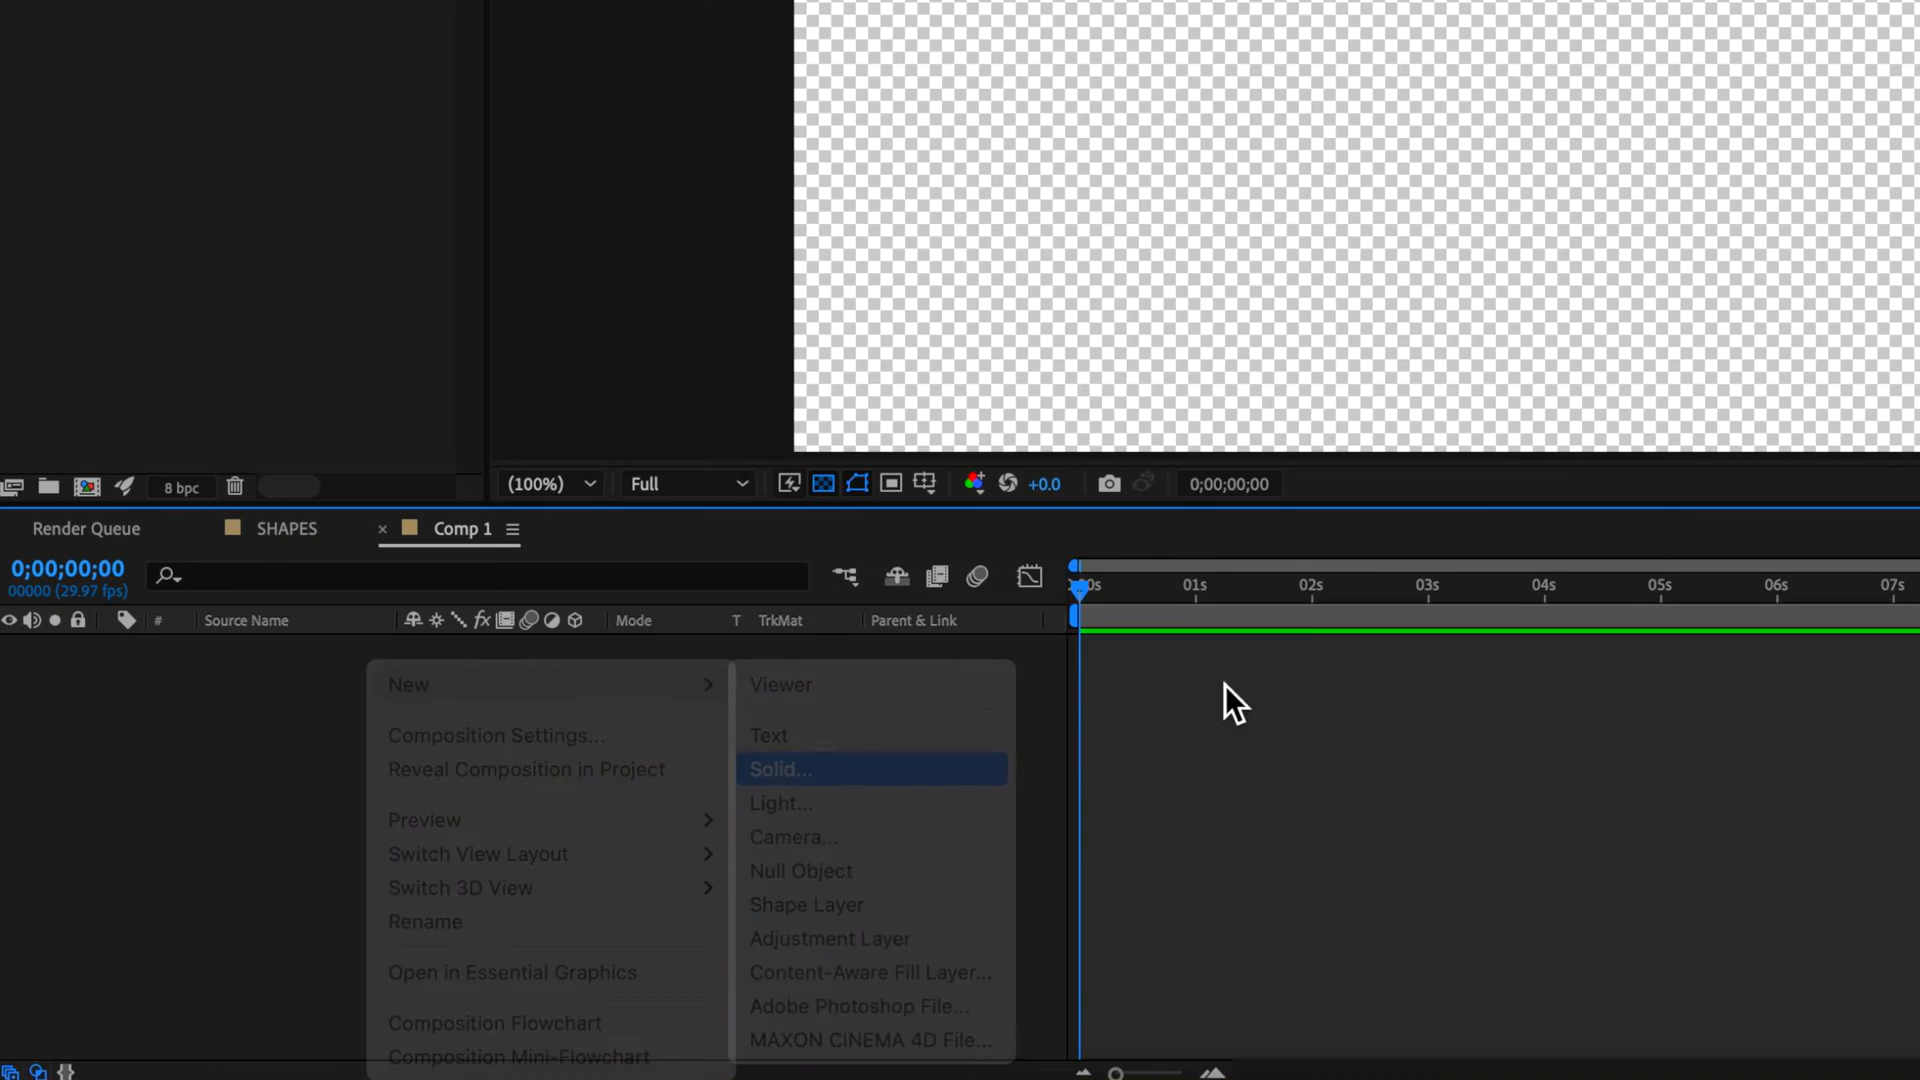 8 bpc
(100%)
Full
+0.0
0;00;00;00
Render Queue
SHAPES
× Comp 1
0;00;00;00
00000 (29.97 fps)
00s 01s 02s 03s 04s 05s 06s 07s
# Source Name
Mode
T TrkMat
Parent & Link
New
Composition Settings...
Reveal Composition in Project
Preview
Switch View Layout
Switch 3D View
Rename
Open in Essential Graphics
Composition Flowchart
Composition Mini-Flowchart
Viewer
Text
Solid...
Light...
Camera...
Null Object
Shape Layer
Adjustment Layer
Content-Aware Fill Layer...
Adobe Photoshop File...
MAXON CINEMA 4D File...